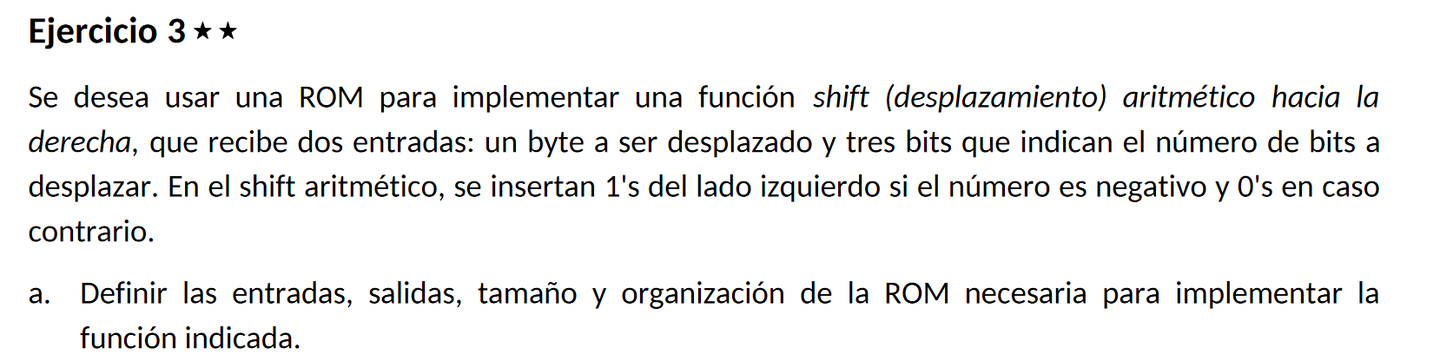 Ejercicio 3 ★ ★
Se desea usar una ROM para implementar una función shift (desplazamiento) aritmético hacia la
derecha, que recibe dos entradas: un byte a ser desplazado y tres bits que indican el número de bits a
desplazar. En el shift aritmético, se insertan 1's del lado izquierdo si el número es negativo y 0's en caso
contrario.
a. Definir las entradas, salidas, tamaño y organización de la ROM necesaria para implementar la
función indicada.